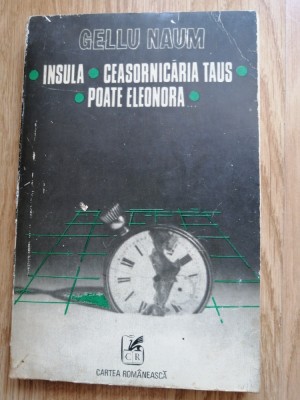 GELLU NAUM
• INSULA • CEASORNICĂRIA TAUS •
• POATE ELEONORA... •
CR
CARTEA ROMÂNEASCĂ